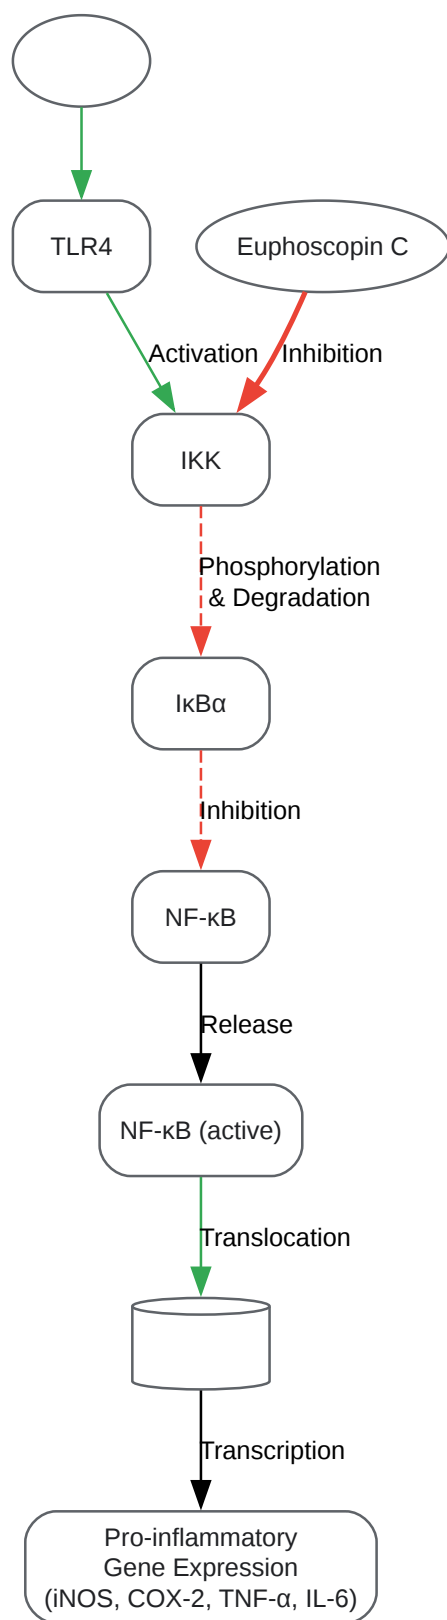 TLR4
Euphoscopin C
Activation
Inhibition
IKK
Phosphorylation
& Degradation
IκBα
Inhibition
NF-κB
Release
NF-κB (active)
Translocation
Transcription
Pro-inflammatory
Gene Expression
(iNOS, COX-2, TNF-α, IL-6)